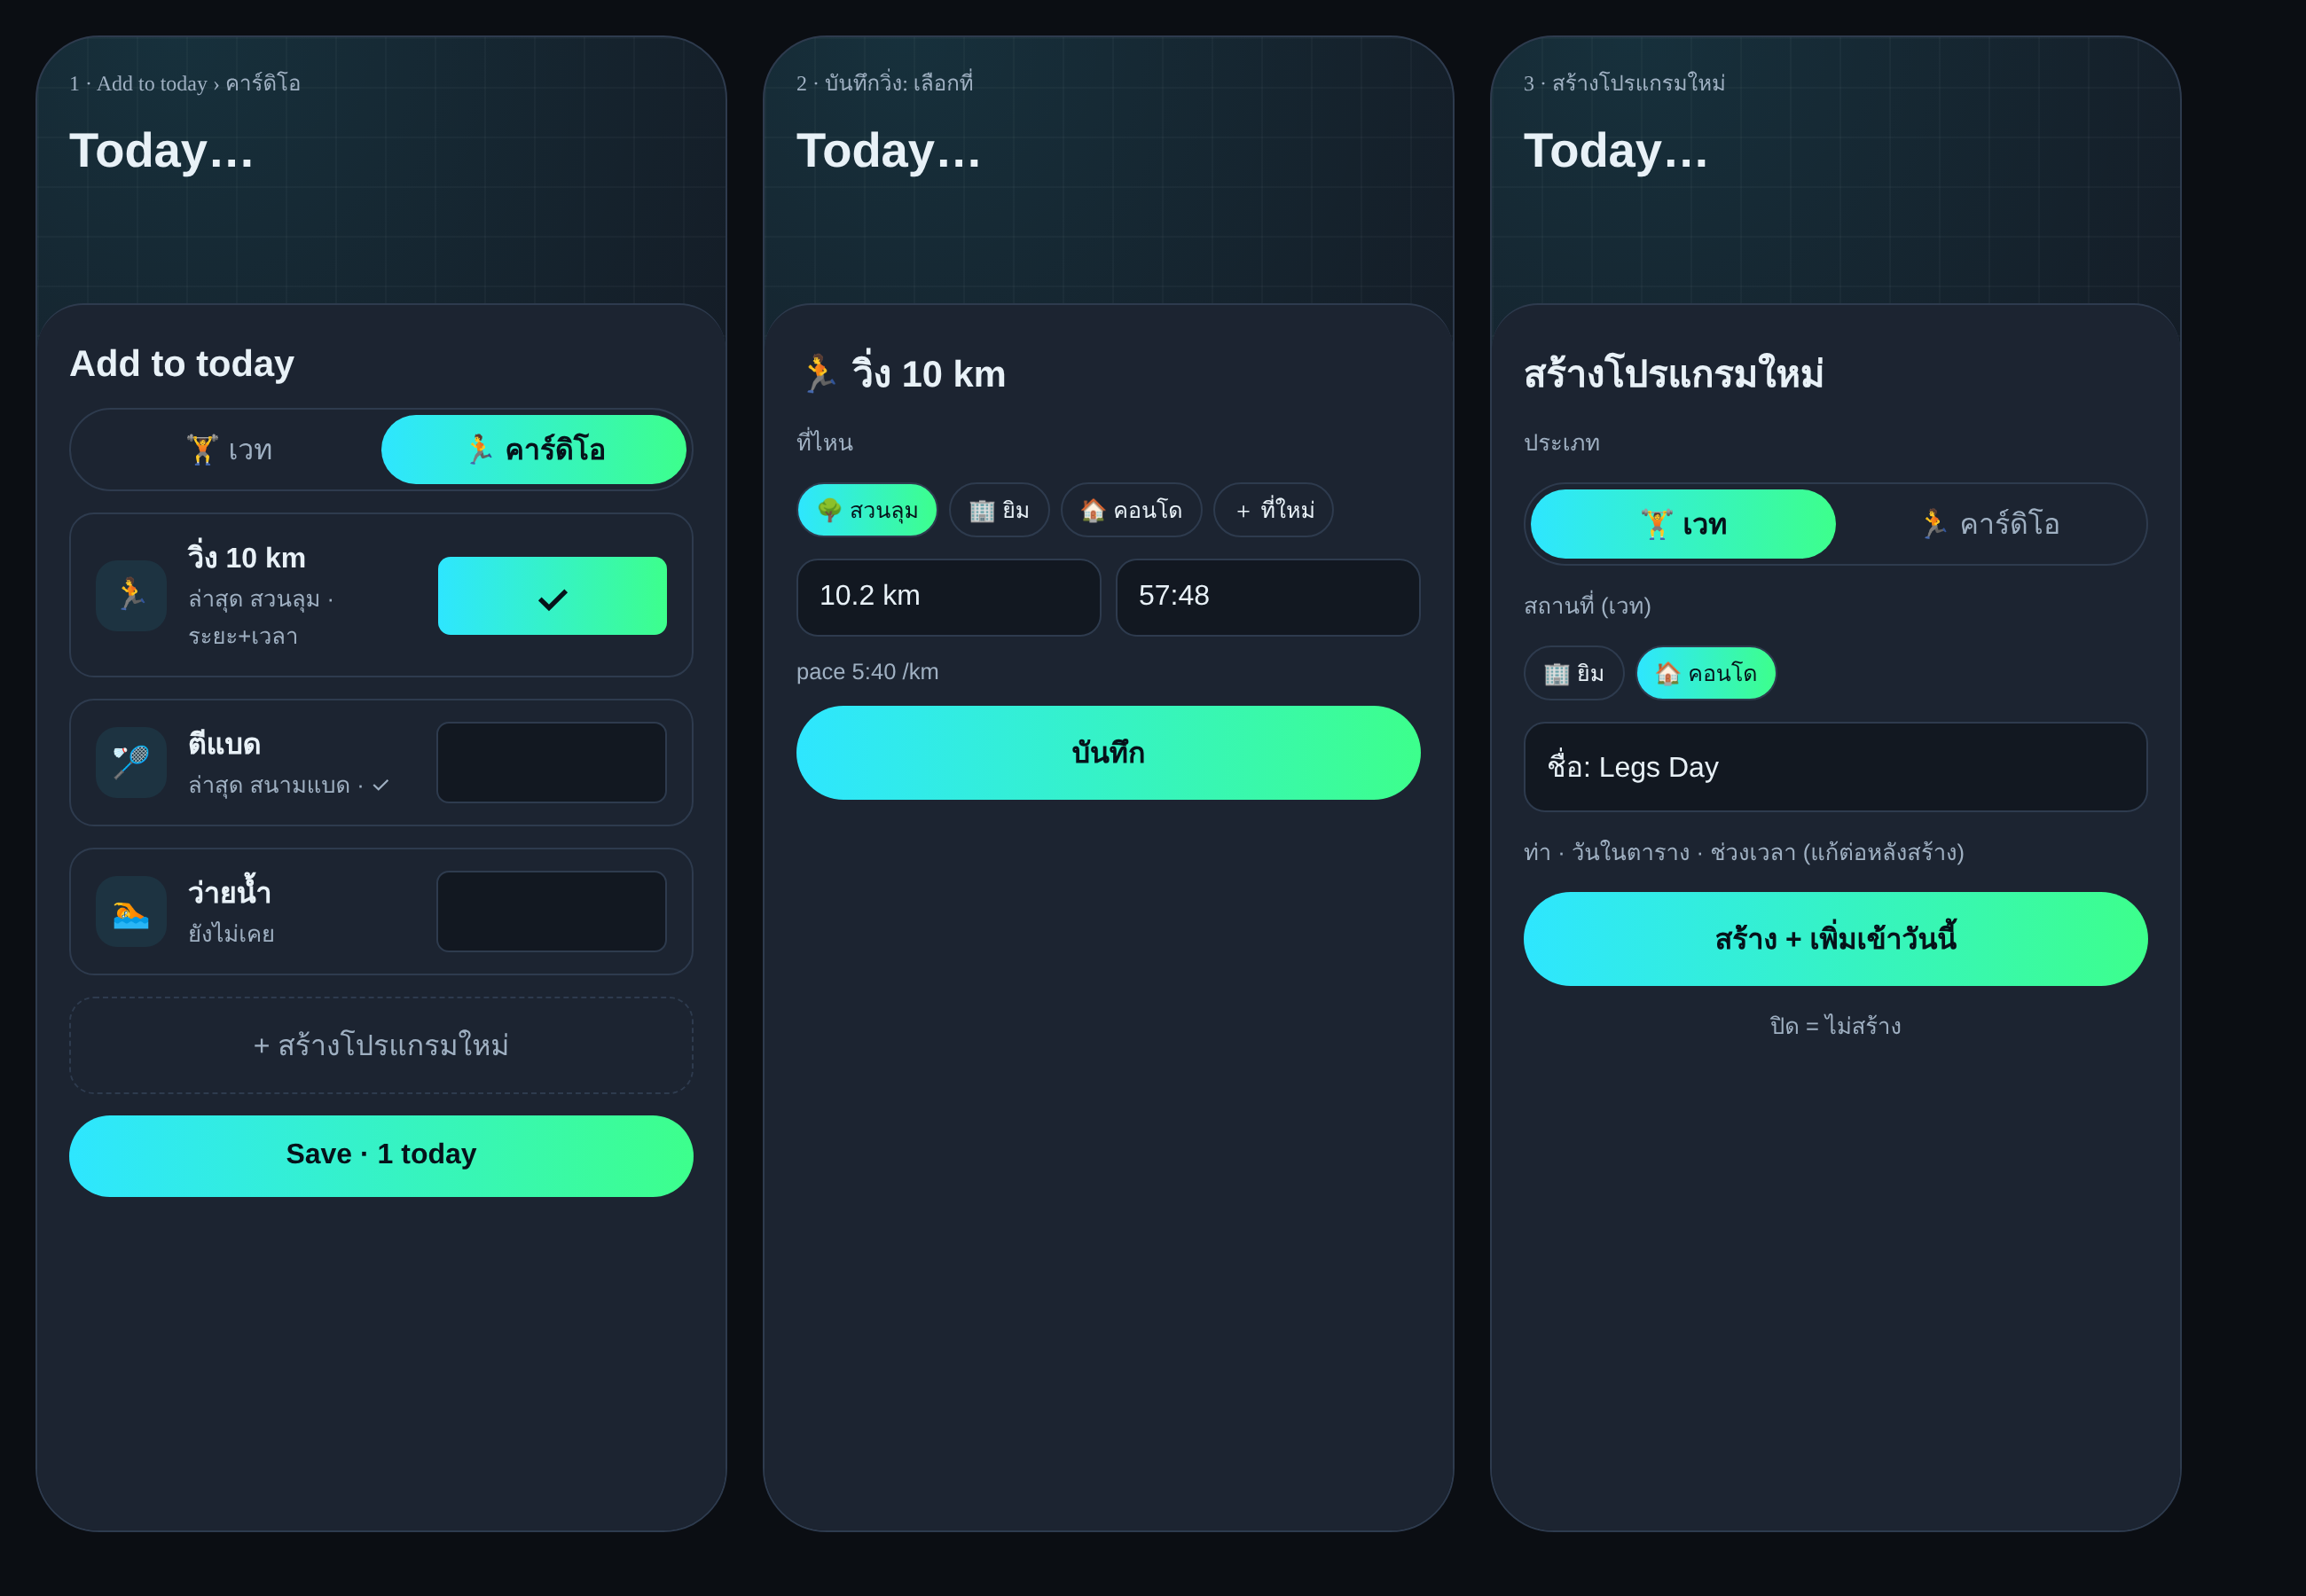 1 · Add to today › คาร์ดิโอ
Today…
Add to today
🏋️ เวท
🏃 คาร์ดิโอ
🏃
วิ่ง 10 km
ล่าสุด สวนลุม ·
ระยะ+เวลา
✓
🏸
ตีแบด
ล่าสุด สนามแบด · ✓
🏊
ว่ายน้ำ
ยังไม่เคย
+ สร้างโปรแกรมใหม่
Save · 1 today
2 · บันทึกวิ่ง: เลือกที่
Today…
🏃 วิ่ง 10 km
ที่ไหน
🌳 สวนลุม
🏢 ยิม
🏠 คอนโด
+ ที่ใหม่
10.2 km
57:48
pace 5:40 /km
บันทึก
3 · สร้างโปรแกรมใหม่
Today…
สร้างโปรแกรมใหม่
ประเภท
🏋️ เวท
🏃 คาร์ดิโอ
สถานที่ (เวท)
🏢 ยิม
🏠 คอนโด
ชื่อ: Legs Day
ท่า · วันในตาราง · ช่วงเวลา (แก้ต่อหลังสร้าง)
สร้าง + เพิ่มเข้าวันนี้
ปิด = ไม่สร้าง